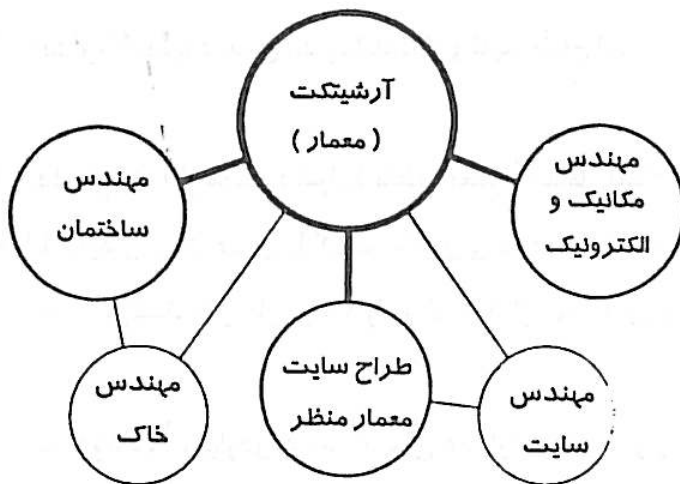 آرشیتکت
(معمار)
مهندس
مکانیک و
الکترونیک
مهندس
ساختمان
مهندس
سایت
طراح سایت
معمار منظر
مهندس
خاک